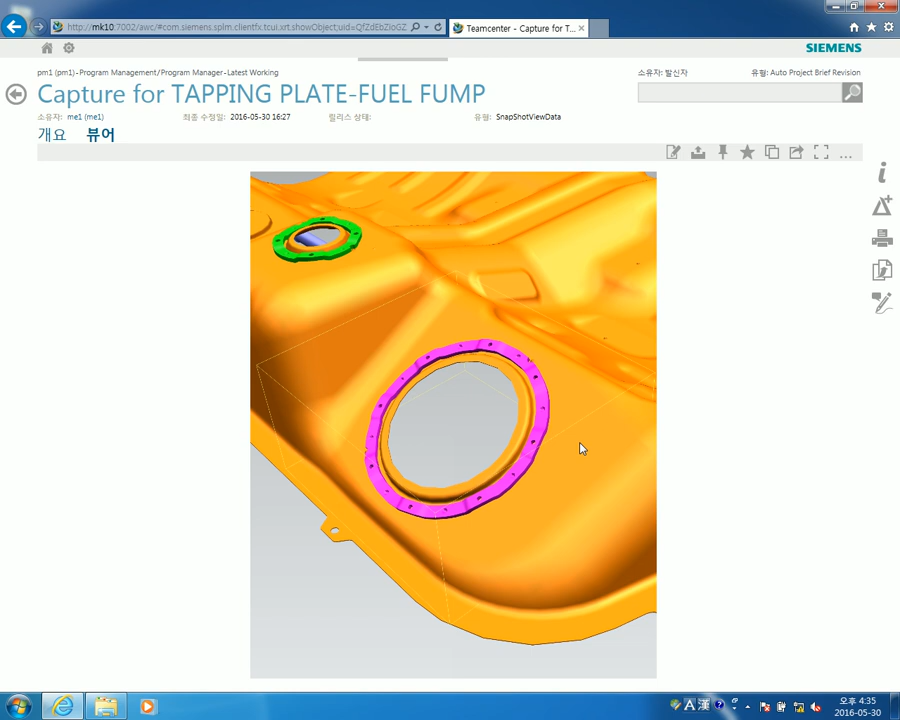 http://mk10:7002/awc/#com.siemens.splm.clientfx.tcui.xrt.showObject;uid=QfZdEbZioGZ
Teamcenter - Capture for T...
SIEMENS
pm1 (pm1)-Program Management/Program Manager-Latest Working
소유자: 발신자
유형: Auto Project Brief Revision
Capture for TAPPING PLATE-FUEL FUMP
소유자: me1 (me1)
최종 수정일: 2016-05-30 16:27
릴리스 상태:
유형: SnapShotViewData
개요 뷰어
A 漢
오후 4:35
2016-05-30